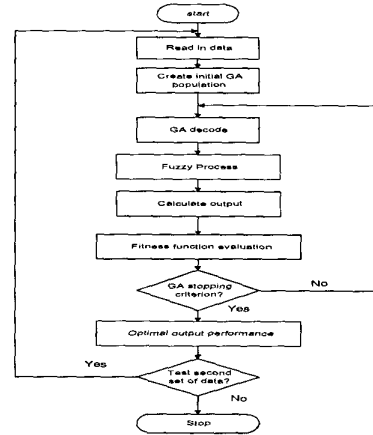 start
Read in data
Create initial GA
population
GA decode
Fuzzy Process
Calculate output
Fitness function evaluation
GA stopping
criterion?
No
Yes
Optimal output performance
Yes
Test second
set of data?
No
Stop